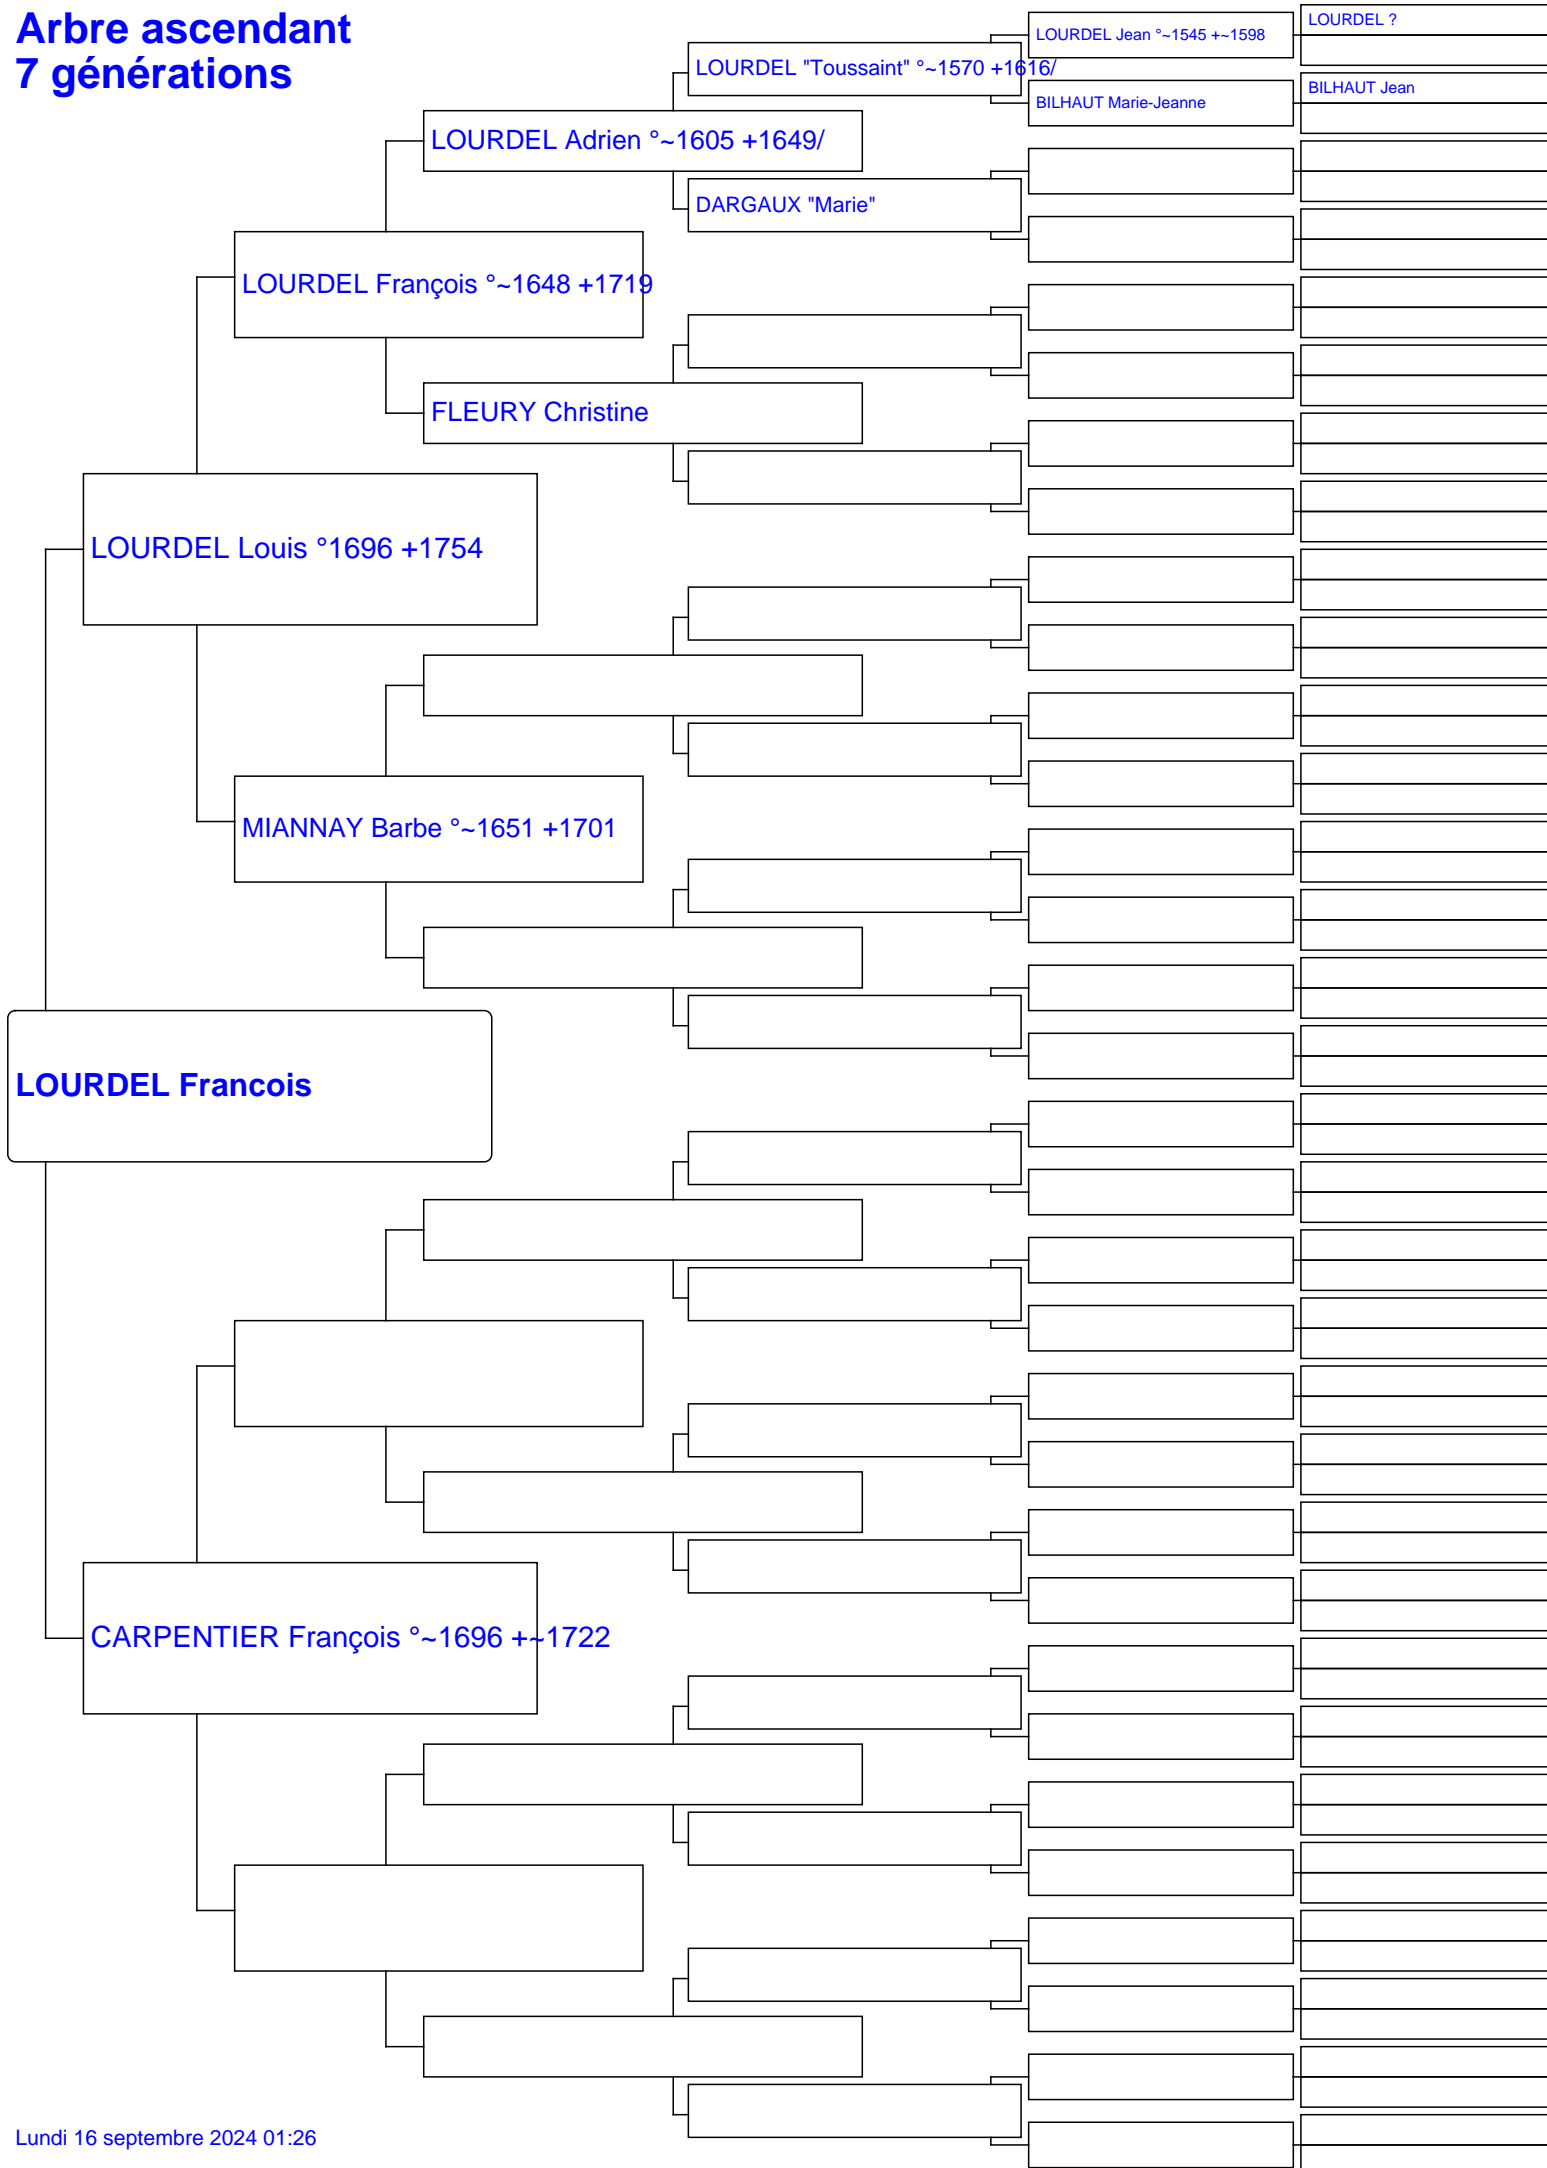 Arbre ascendant
7 générations
LOURDEL Jean °~1545 +~1598
LOURDEL ?
LOURDEL "Toussaint" °~1570 +1616/
BILHAUT Marie-Jeanne
BILHAUT Jean
LOURDEL Adrien °~1605 +1649/
DARGAUX "Marie"
LOURDEL François °~1648 +1719
FLEURY Christine
LOURDEL Louis °1696 +1754
MIANNAY Barbe °~1651 +1701
LOURDEL Francois
CARPENTIER François °~1696 +~1722
Lundi 16 septembre 2024 01:26